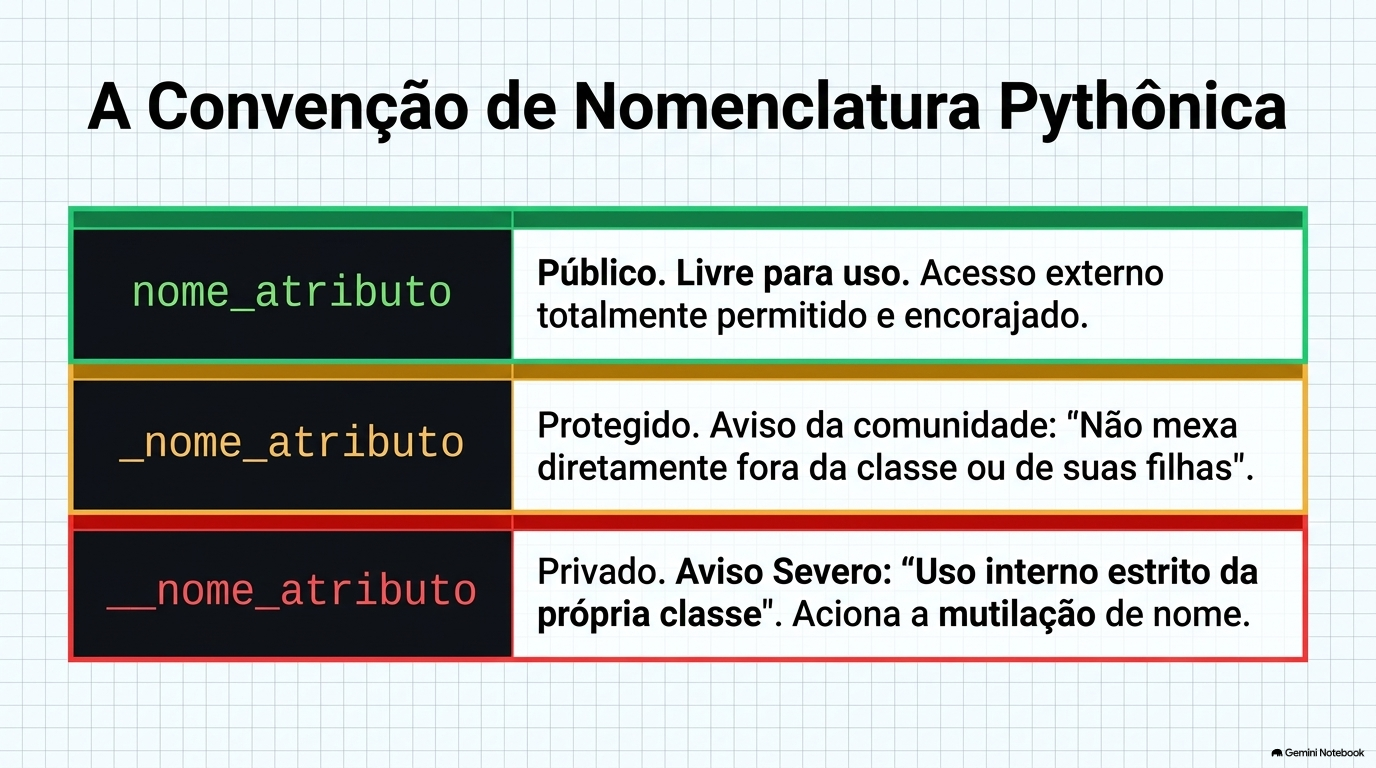 A Convenção de Nomenclatura Pythônica
nome_atributo
Público. Livre para uso. Acesso externo
totalmente permitido e encorajado.
_nome_atributo
Protegido. Aviso da comunidade: “Não mexa
diretamente fora da classe ou de suas filhas".
__nome_atributo
Privado. Aviso Severo: “Uso interno estrito da
própria classe". Aciona a mutilação de nome.
Gemini Notebook